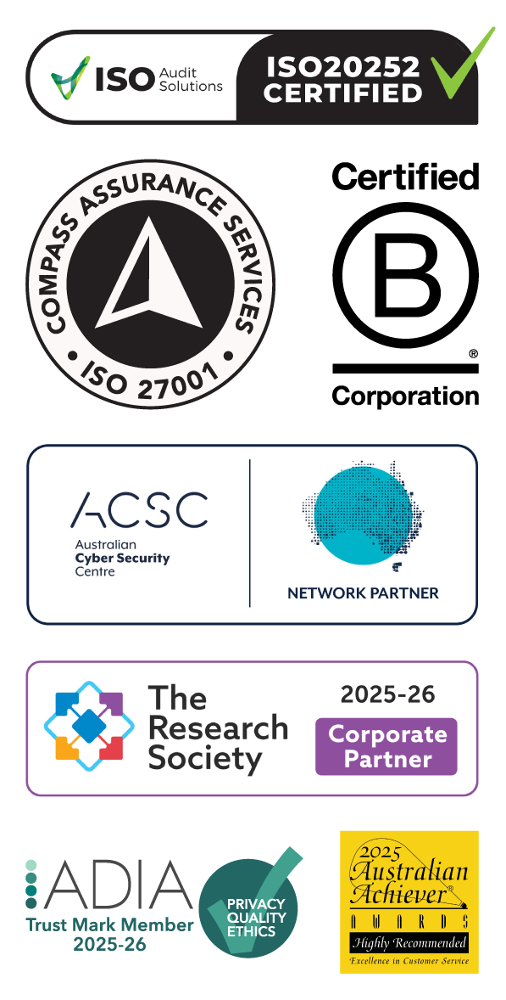 ISO Audit
Solutions
ISO20252
CERTIFIED
COMPASS ASSURANCE SERVICES
• ISO 27001 •
Certified
B
®
Corporation
ACSC
Australian
Cyber Security
Centre
NETWORK PARTNER
The
Research
Society
2025-26
Corporate
Partner
ADIA
Trust Mark Member
2025-26
PRIVACY
QUALITY
ETHICS
2025
Australian
Achiever®
AWARDS
Highly Recommended
Excellence in Customer Service